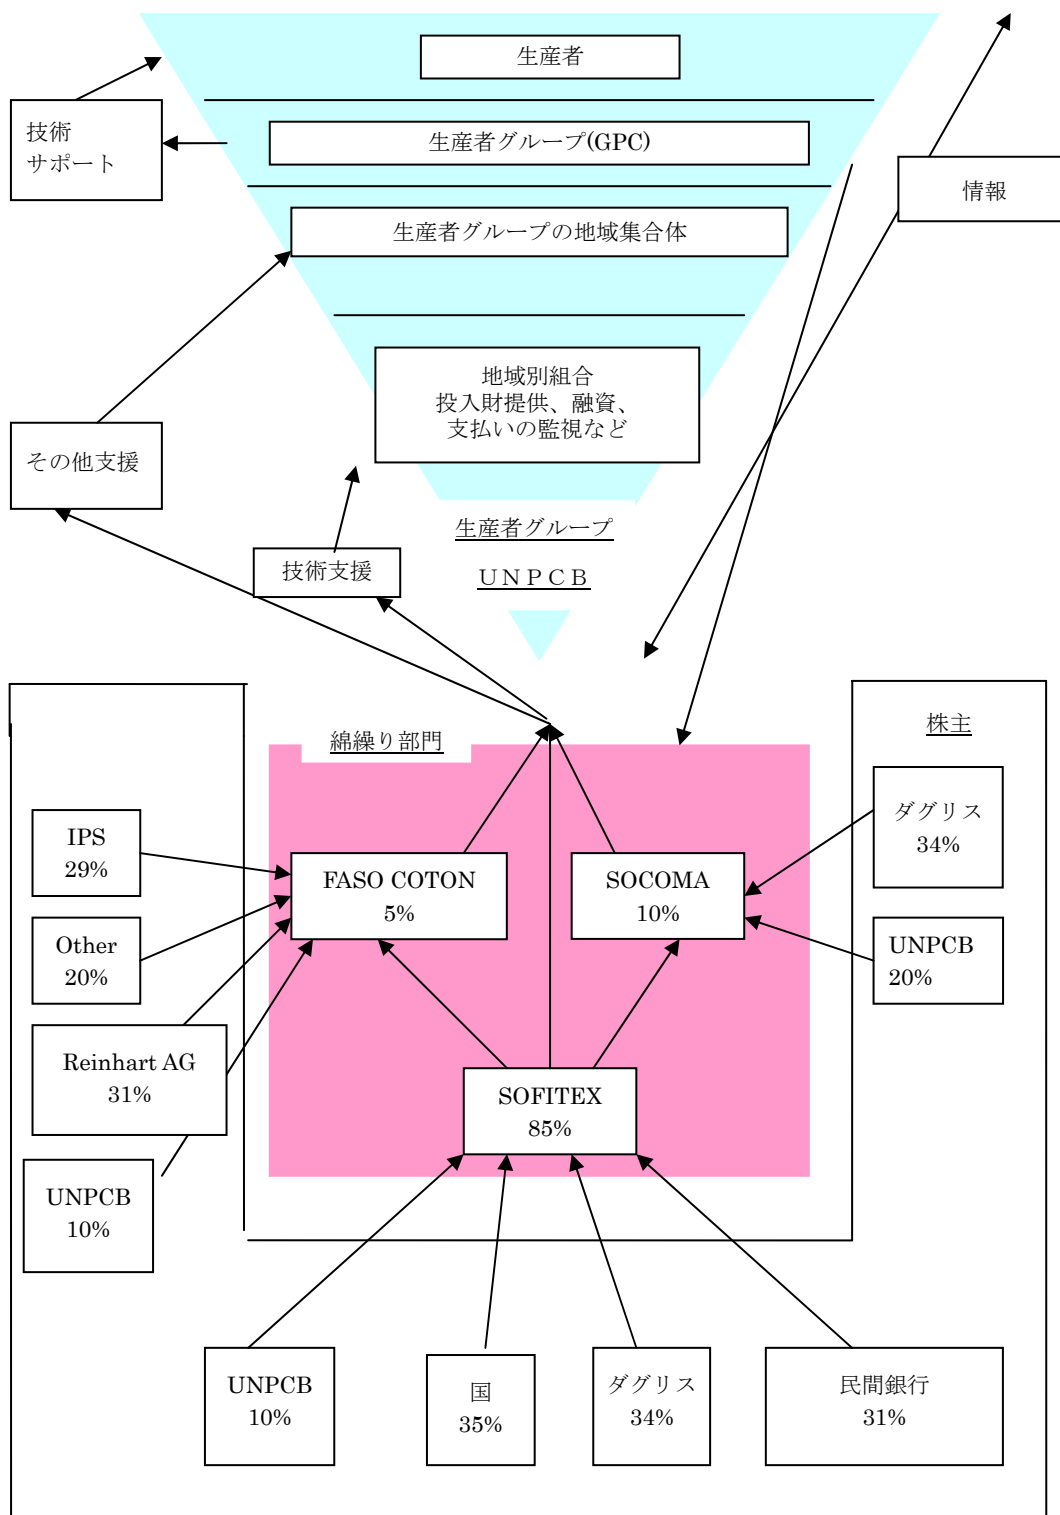 生産者
技術
サポート
生産者グループ(GPC)
情報
生産者グループの地域集合体
地域別組合
投入財提供、融資、
支払いの監視など
その他支援
生産者グループ
技術支援
ＵＮＰＣＢ
綿繰り部門
株主
IPS
29%
FASO COTON
5%
SOCOMA
10%
ダグリス
34%
Other
20%
UNPCB
20%
Reinhart AG
31%
SOFITEX
85%
UNPCB
10%
UNPCB
10%
国
35%
ダグリス
34%
民間銀行
31%